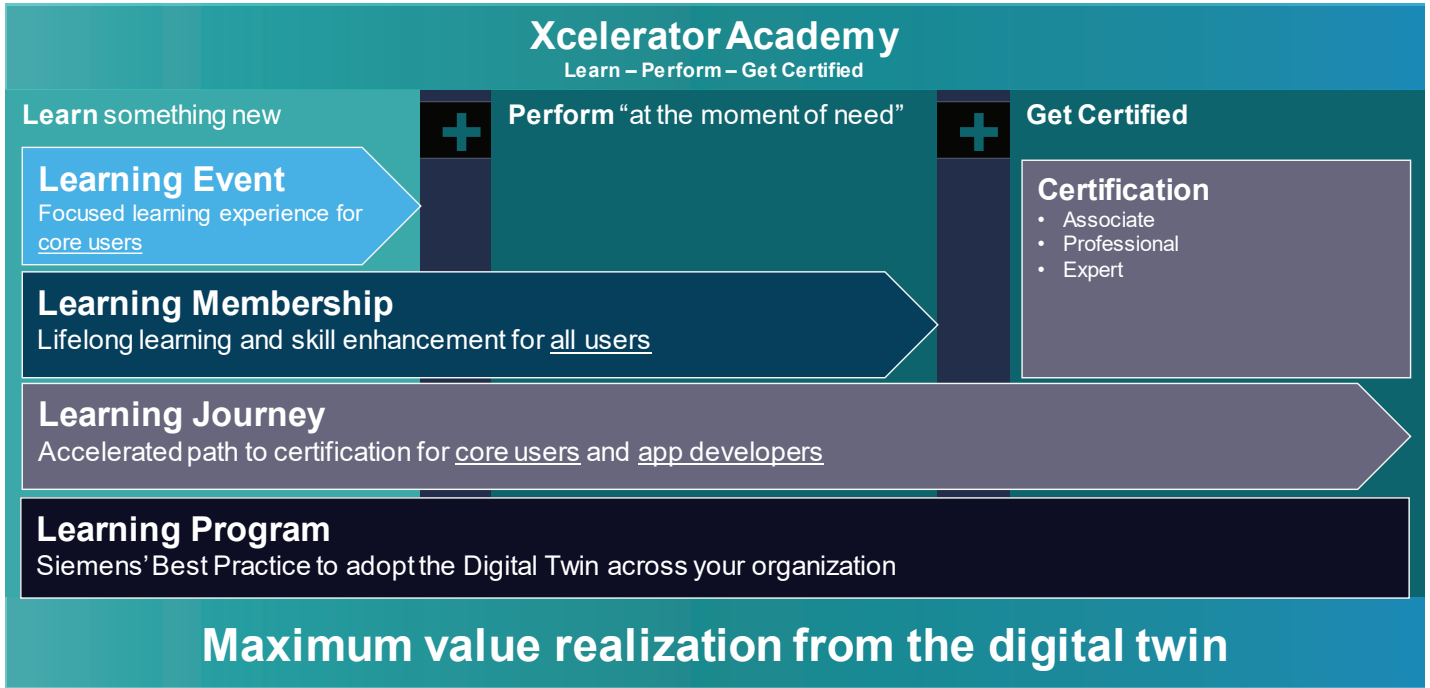 Xcelerator Academy
Learn – Perform – Get Certified
Learn something new
Perform “at the moment of need”
Get Certified
Learning Event
Focused learning experience for
core users
Certification
• Associate
• Professional
• Expert
Learning Membership
Lifelong learning and skill enhancement for all users
Learning Journey
Accelerated path to certification for core users and app developers
Learning Program
Siemens’ Best Practice to adopt the Digital Twin across your organization
Maximum value realization from the digital twin